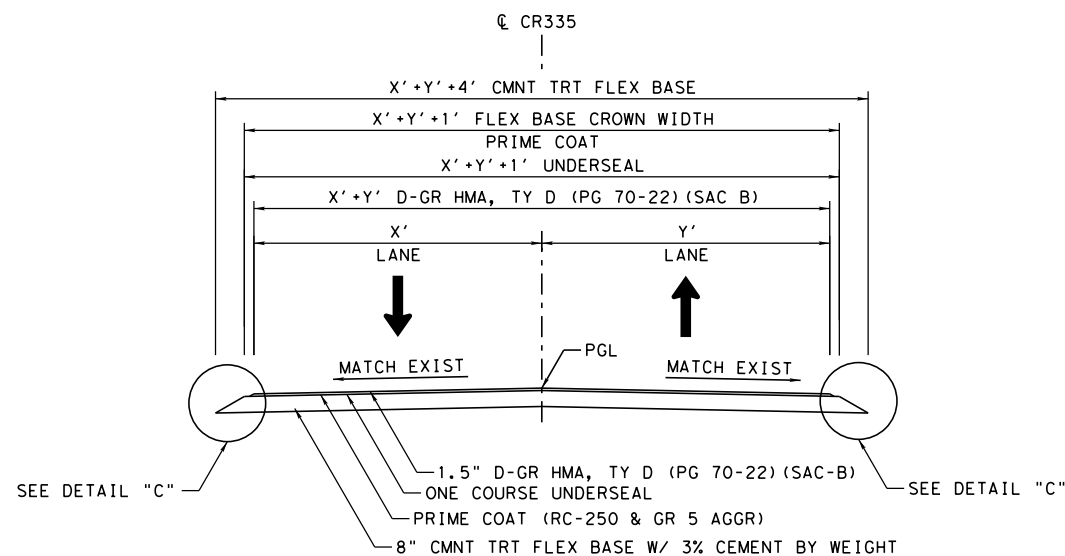 ℄ CR335
X'+Y'+4' CMNT TRT FLEX BASE
X'+Y'+1' FLEX BASE CROWN WIDTH
PRIME COAT
X'+Y'+1' UNDERSEAL
X'+Y' D-GR HMA, TY D (PG 70-22)(SAC B)
X' Y'
LANE LANE
PGL
MATCH EXIST MATCH EXIST
1.5" D-GR HMA, TY D (PG 70-22)(SAC-B)
SEE DETAIL "C" SEE DETAIL "C"
ONE COURSE UNDERSEAL
PRIME COAT (RC-250 & GR 5 AGGR)
8" CMNT TRT FLEX BASE W/ 3% CEMENT BY WEIGHT